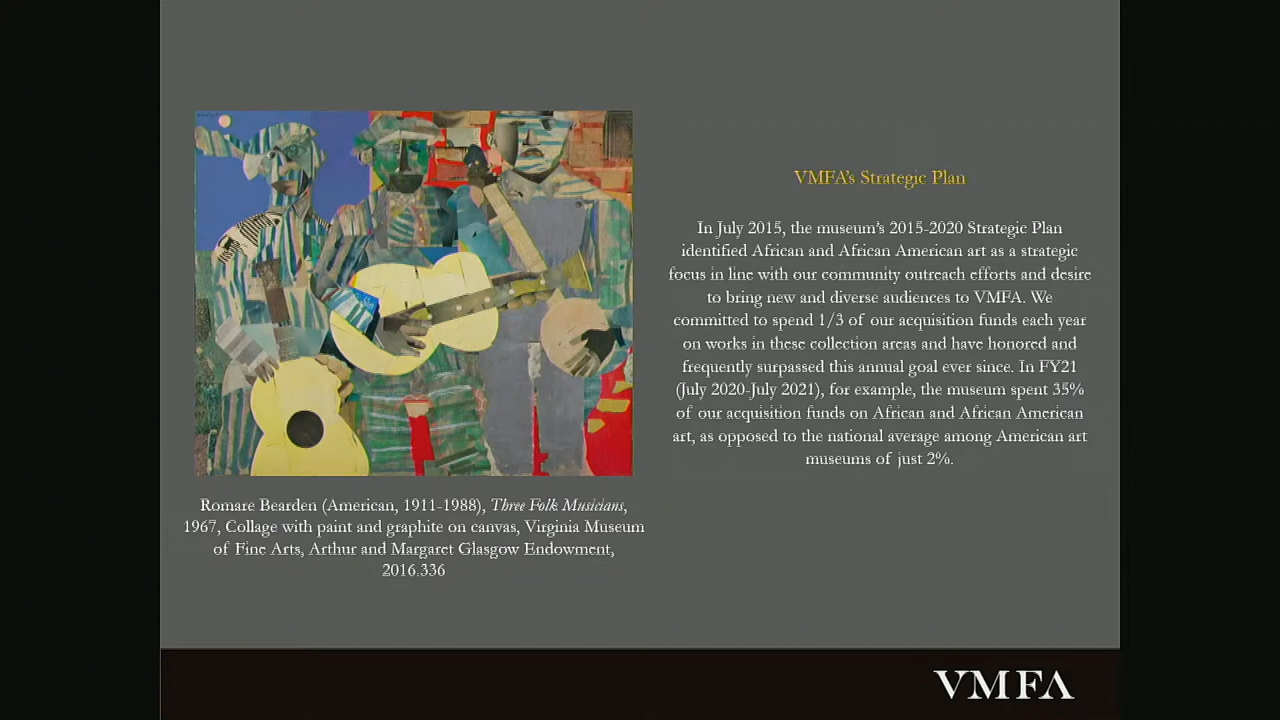 VMFA's Strategic Plan
In July 2015, the museum's 2015-2020 Strategic Plan
identified African and African American art as a strategic
focus in line with our community outreach efforts and desire
to bring new and diverse audiences to VMFA. We
committed to spend 1/3 of our acquisition funds each year
on works in these collection areas and have honored and
frequently surpassed this annual goal ever since. In FY21
(July 2020-July 2021), for example, the museum spent 35%
of our acquisition funds on African and African American
art, as opposed to the national average among American art
museums of just 2%.
Romare Bearden (American, 1911-1988), Three Folk Musicians,
1967, Collage with paint and graphite on canvas, Virginia Museum
of Fine Arts, Arthur and Margaret Glasgow Endowment,
2016.336
VMFA